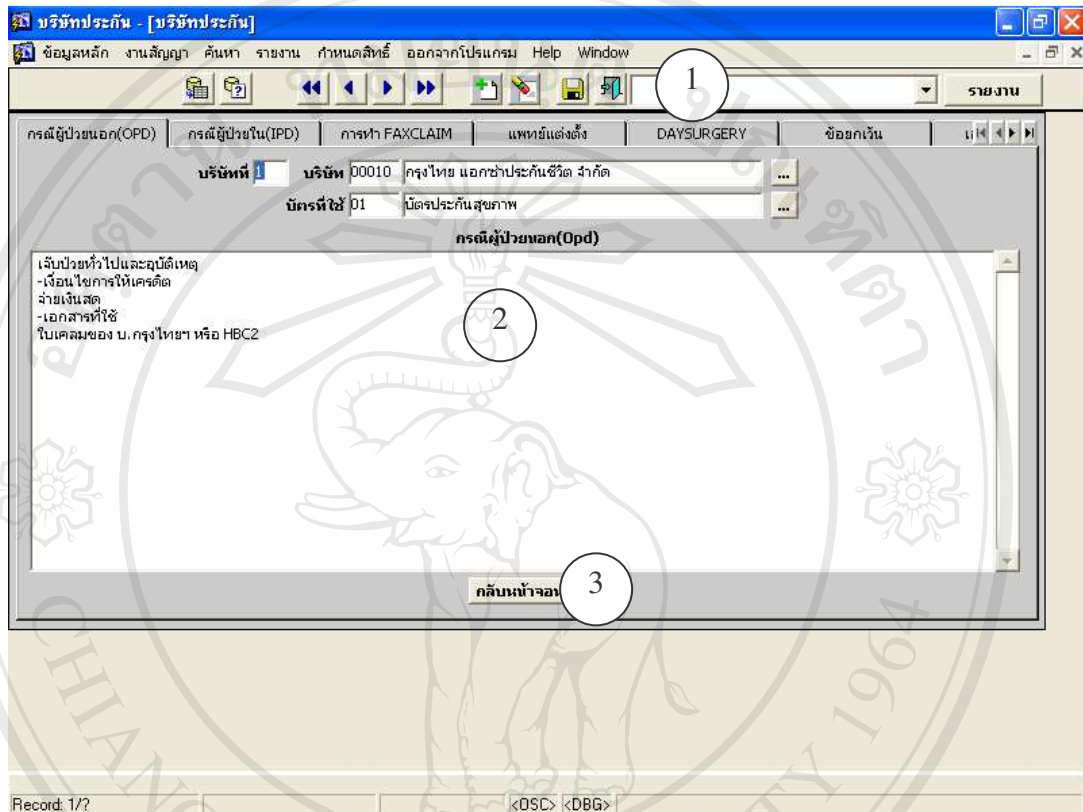 บริษัทประกัน - [บริษัทประกัน]
ข้อมูลหลัก งานสัญญา ค้นหา รายงาน กำหนดสิทธิ์ ออกจากโปรแกรม Help Window
1
รายงาน
กรณีผู้ป่วยนอก(OPD) กรณีผู้ป่วยใน(IPD) การทำ FAXCLAIM แพทย์แต่งตั้ง DAYSURGERY ข้อยกเว้น
บริษัทที่ 1 บริษัท 00010 กรุงไทย แอกซ่าประกันชีวิต จำกัด ...
บัตรที่ใช้ 01 บัตรประกันสุขภาพ ...
กรณีผู้ป่วยนอก(Opd)
เจ็บป่วยทั่วไปและอุบัติเหตุ
-เงื่อนไขการให้เครดิต
จ่ายเงินสด
-เอกสารที่ใช้
ใบเคลมของ บ.กรุงไทยฯ หรือ HBC2
2
กลับหน้าจอ
3
CHIANG
1964
Record: 1/?
<OSC> <DBG>